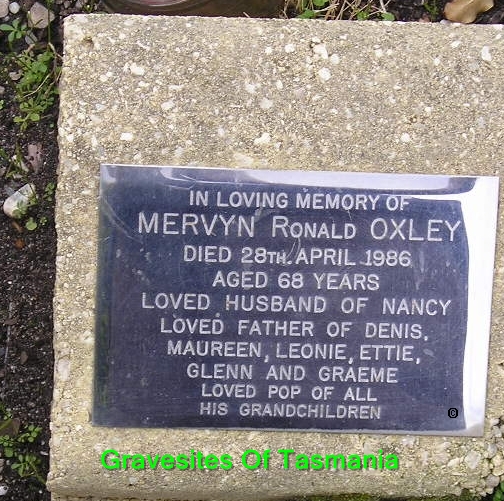 IN LOVING MEMORY OF
MERVYN RONALD OXLEY
DIED 28TH. APRIL 1986
AGED 68 YEARS
LOVED HUSBAND OF NANCY
LOVED FATHER OF DENIS,
MAUREEN, LEONIE, ETTIE,
GLENN AND GRAEME
LOVED POP OF ALL
HIS GRANDCHILDREN
©
Gravesites Of Tasmania